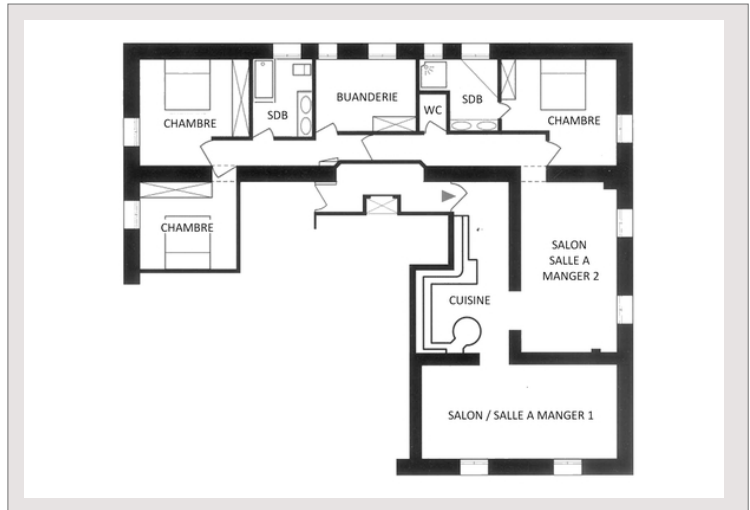 CHAMBRE
SDB
BUANDERIE
WC
SDB
CHAMBRE
CHAMBRE
SALON
SALLE A
MANGER 2
CUISINE
SALON / SALLE A MANGER 1